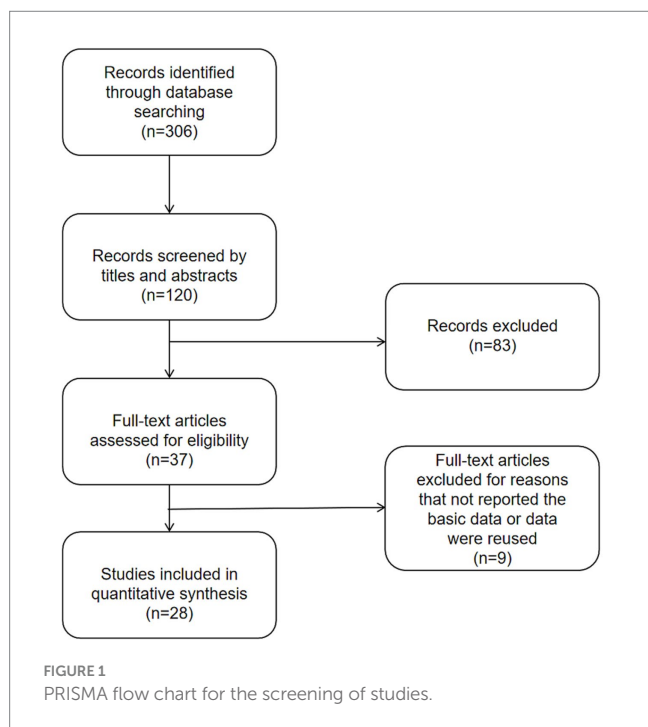 Records identified
through database
searching
(n=306)
Records screened by
titles and abstracts
(n=120)
Records excluded
(n=83)
Full-text articles
assessed for eligibility
(n=37)
Full-text articles
excluded for reasons
that not reported the
basic data or data
were reused
(n=9)
Studies included in
quantitative synthesis
(n=28)
FIGURE 1
PRISMA flow chart for the screening of studies.